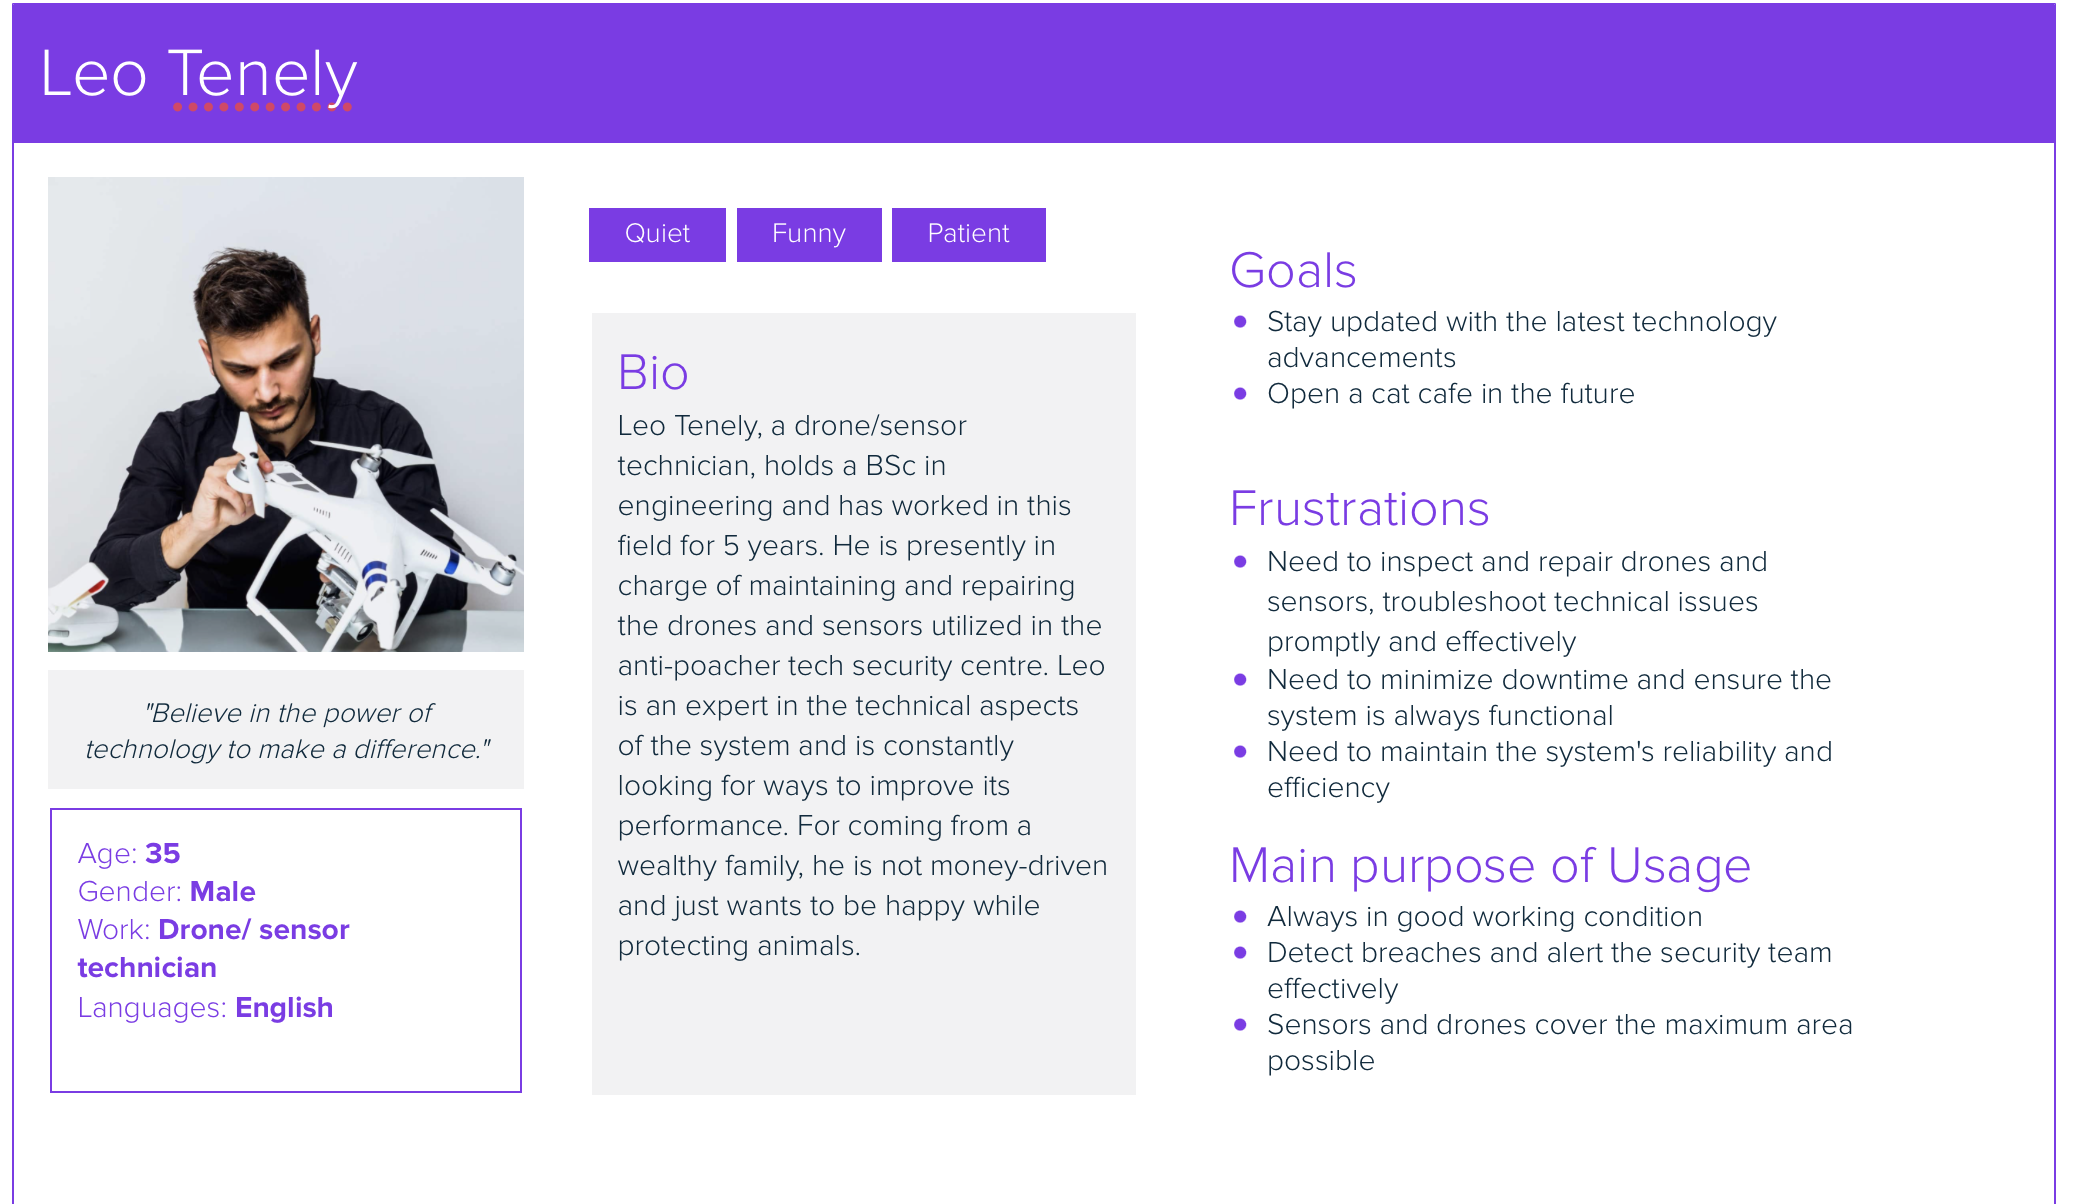 Leo Tenely
"Believe in the power of
technology to make a difference."
Age: 35
Gender: Male
Work: Drone/ sensor
technician
Languages: English
Quiet
Funny
Patient
Bio
Leo Tenely, a drone/sensor
technician, holds a BSc in
engineering and has worked in this
field for 5 years. He is presently in
charge of maintaining and repairing
the drones and sensors utilized in the
anti-poacher tech security centre. Leo
is an expert in the technical aspects
of the system and is constantly
looking for ways to improve its
performance. For coming from a
wealthy family, he is not money-driven
and just wants to be happy while
protecting animals.
Goals
Stay updated with the latest technology
advancements
Open a cat cafe in the future
Frustrations
Need to inspect and repair drones and
sensors, troubleshoot technical issues
promptly and effectively
Need to minimize downtime and ensure the
system is always functional
Need to maintain the system's reliability and
efficiency
Main purpose of Usage
Always in good working condition
Detect breaches and alert the security team
effectively
Sensors and drones cover the maximum area
possible